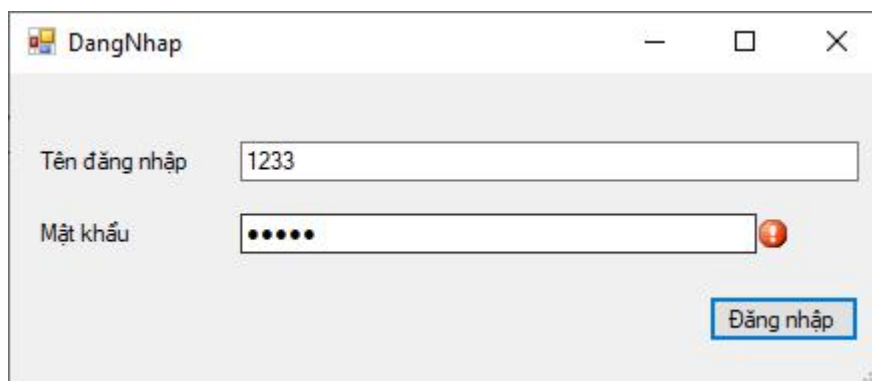 DangNhap
Tên đăng nhập 1233
Mật khẩu •••••
Đăng nhập